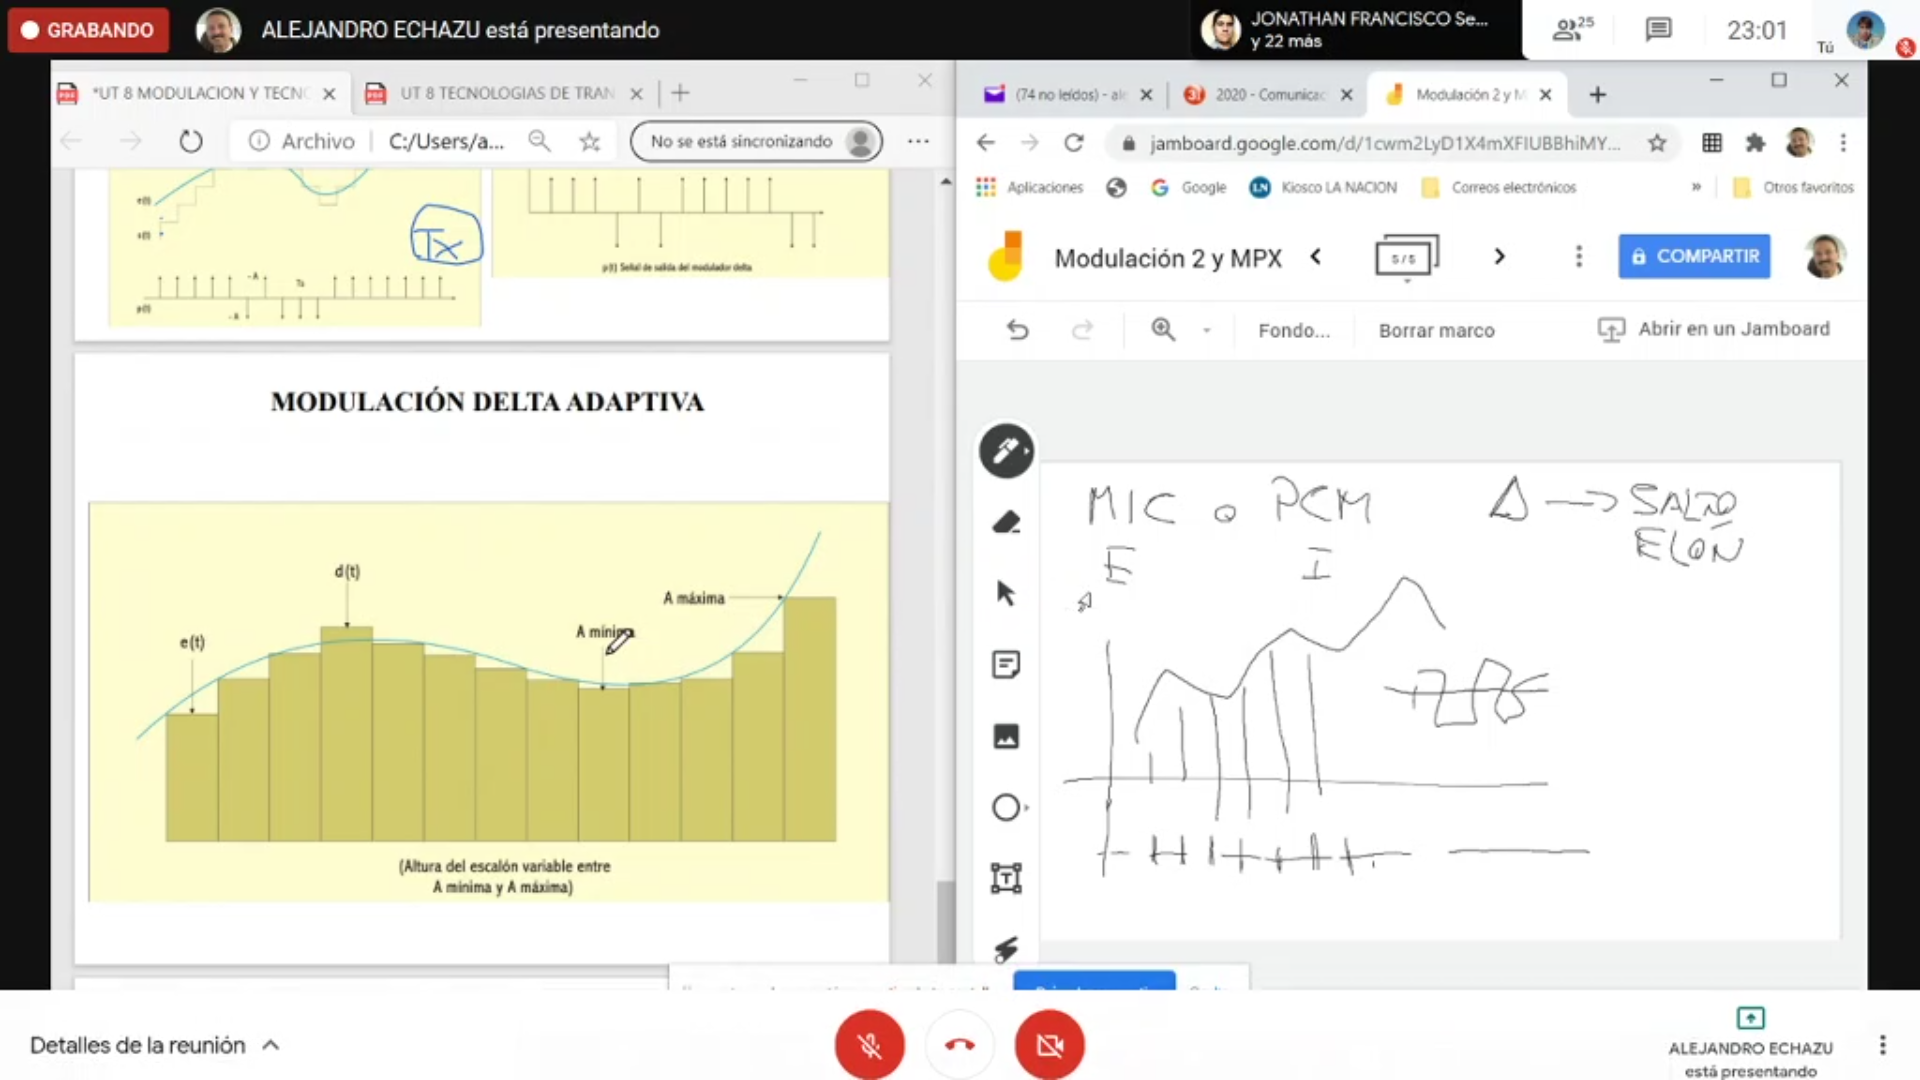 GRABANDO
ALEJANDRO ECHAZU está presentando
JONATHAN FRANCISCO Se...
y 22 más
25
23:01
Tú
*UT 8 MODULACION Y TECNO
UT 8 TECNOLOGIAS DE TRAN
Archivo
C:/Users/a...
No se está sincronizando
Tx
-A
-A
p(t) Señal de salida del modulador delta
MODULACIÓN DELTA ADAPTIVA
d(t)
e(t)
A mínima
A máxima
(Altura del escalón variable entre
A mínima y A máxima)
(74 no leídos) - ale
2020 - Comunicac
Modulación 2 y M
jamboard.google.com/d/1cwm2LyD1X4mXFIUBBhiMY...
Aplicaciones
Google
LN
Kiosco LA NACION
Correos electrónicos
»
Otros favoritos
Modulación 2 y MPX
5 / 5
COMPARTIR
Fondo...
Borrar marco
Abrir en un Jamboard
MIC o PCM
Δ → SALTO
E
I
Detalles de la reunión
ALEJANDRO ECHAZU
está presentando